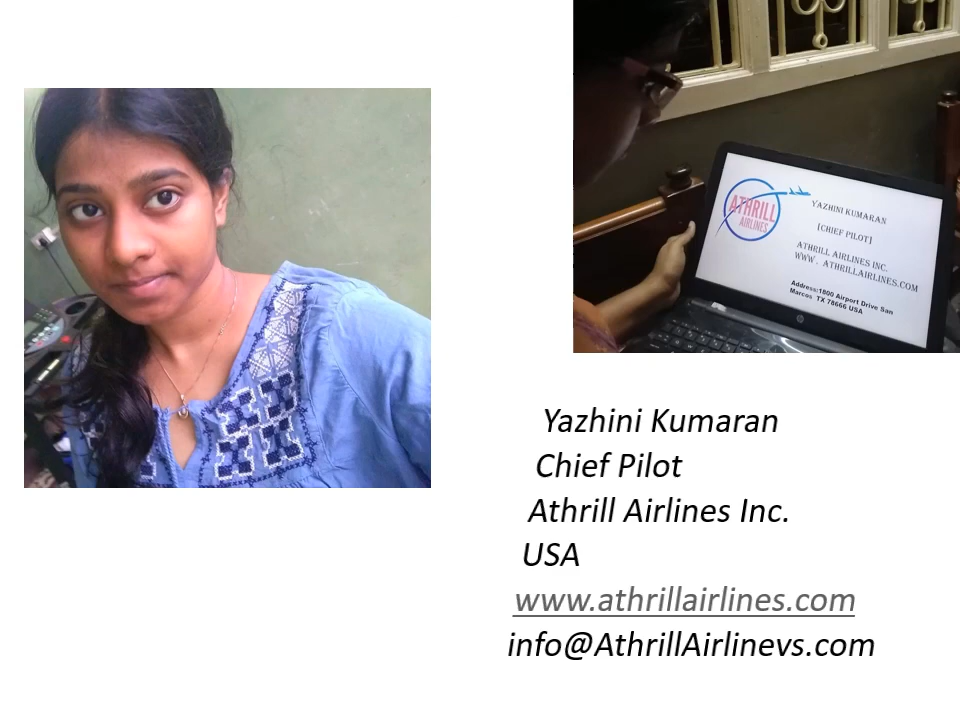 ATHRILL
AIRLINES
YAZHINI KUMARAN
[CHIEF PILOT]
ATHRILL AIRLINES INC.
WWW. ATHRILLAIRLINES.COM
Address:1800 Airport Drive San
Marcos TX 78666 USA
hp
Yazhini Kumaran
Chief Pilot
Athrill Airlines Inc.
USA
www.athrillairlines.com
info@AthrillAirlinevs.com